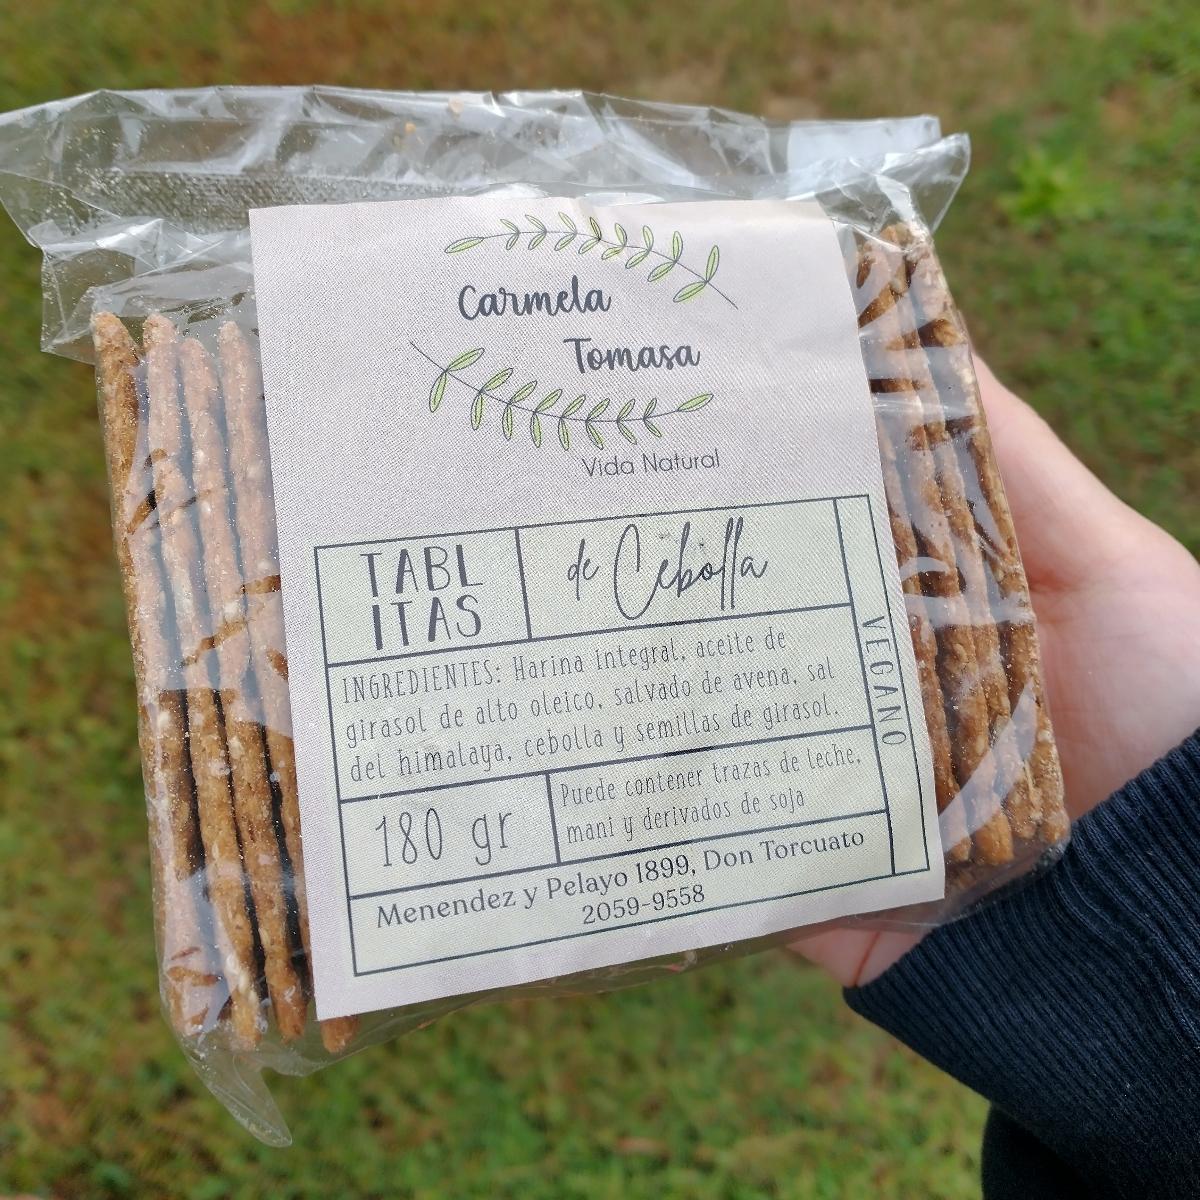 Carmela
Tomasa
Vida Natural
TABL
ITAS
de Cebolla
INGREDIENTES: Harina integral, aceite de
girasol de alto oleico, salvado de avena, sal
del himalaya, cebolla y semillas de girasol.
VEGANO
180 gr
Puede contener trazas de leche,
mani y derivados de soja
Menendez y Pelayo 1899, Don Torcuato
2059-9558